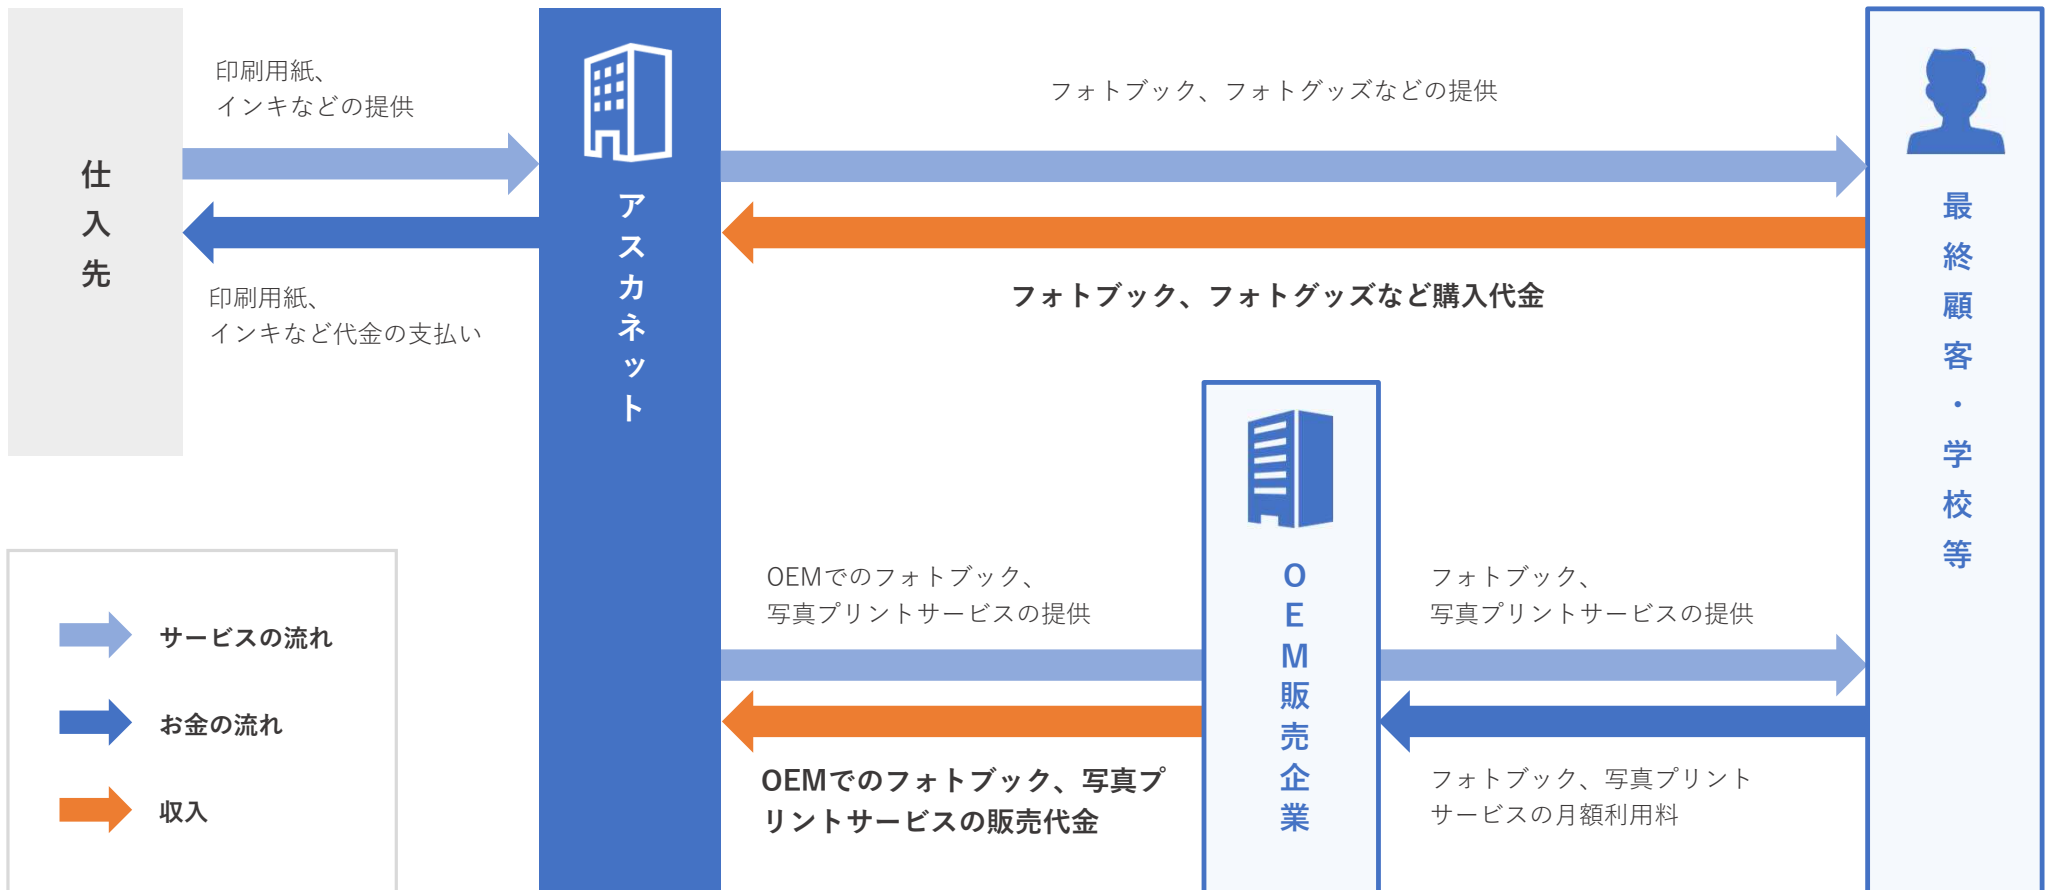 仕入先
印刷用紙、
インキなどの提供
印刷用紙、
インキなど代金の支払い
アスカネット
フォトブック、フォトグッズなどの提供
フォトブック、フォトグッズなど購入代金
最終顧客・学校等
OEMでのフォトブック、
写真プリントサービスの提供
OEMでのフォトブック、写真プ
リントサービスの販売代金
OEM販売企業
フォトブック、
写真プリントサービスの提供
フォトブック、写真プリント
サービスの月額利用料
サービスの流れ
お金の流れ
収入